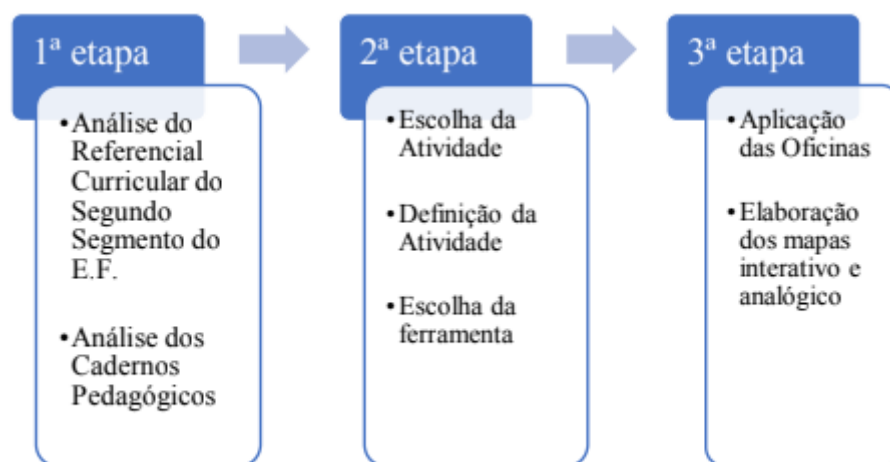 1ª etapa
•Análise do
Referencial
Curricular do
Segundo
Segmento do
E.F.
•Análise dos
Cadernos
Pedagógicos
2ª etapa
•Escolha da
Atividade
•Definição da
Atividade
•Escolha da
ferramenta
3ª etapa
•Aplicação
das Oficinas
•Elaboração
dos mapas
interativo e
analógico